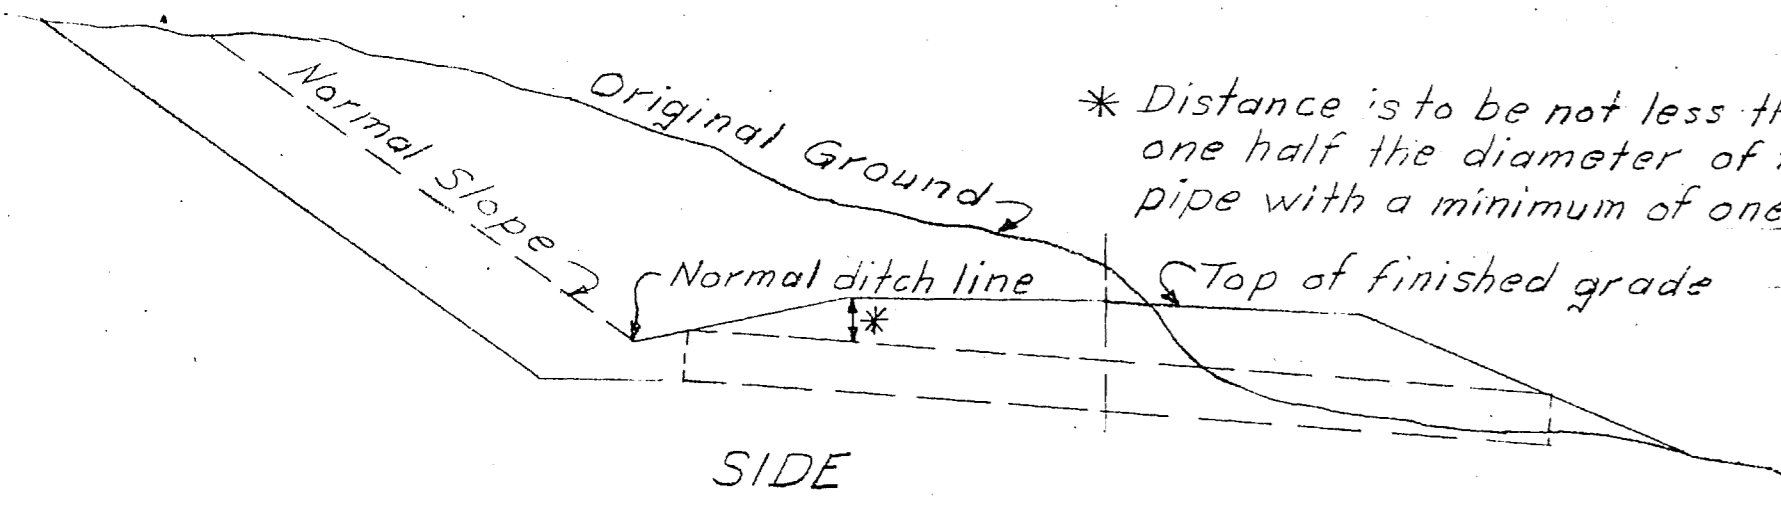 Normal Slope
Original Ground
* Distance is to be not less
one half the diameter of
pipe with a minimum of one
Normal ditch line
Top of finished grade
*
SIDE